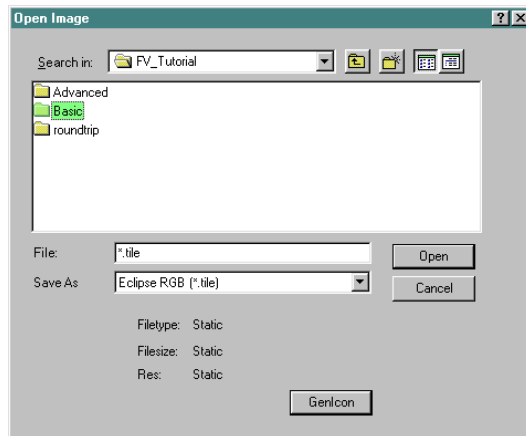 Open Image
Search in: FV_Tutorial
Advanced
Basic
roundtrip
File: *.tile Open
Save As Eclipse RGB (*.tile) Cancel
Filetype: Static
Filesize: Static
Res: Static
GenIcon